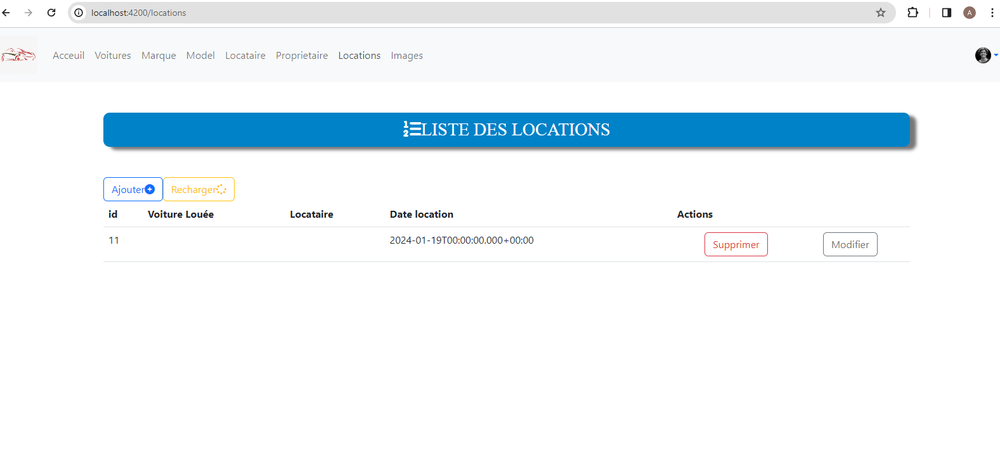 localhost:4200/locations
A
Acceuil Voitures Marque Model Locataire Proprietaire Locations Images
LISTE DES LOCATIONS
Ajouter Recharger
id Voiture Louée Locataire Date location Actions
11 2024-01-19T00:00:00.000+00:00 Supprimer Modifier